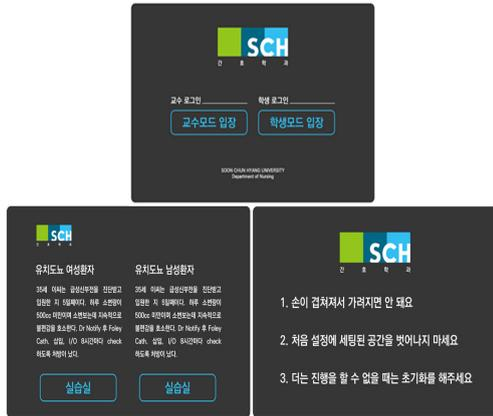 SCH
간 호 학 과
교수 로그인 학생 로그인
교수모드 입장 학생모드 입장
SOON CHUN HYANG UNIVERSITY
Department of Nursing
SCH
간 호 학 과
유치도뇨 여성환자
35세 이씨는 급성신부전을 진단받고
입원한 지 5일째이다. 하루 소변량이
500cc 미만이며 소변보는데 지속적으로
불편감을 호소한다. Dr Notify 후 Foley
Cath. 삽입, I/O 8시간마다 check
하도록 처방이 났다.
실습실
유치도뇨 남성환자
35세 이씨는 급성신부전을 진단받고
입원한 지 5일째이다. 하루 소변량이
500cc 미만이며 소변보는데 지속적으로
불편감을 호소한다. Dr Notify 후 Foley
Cath. 삽입, I/O 8시간마다 check
하도록 처방이 났다.
실습실
SCH
간 호 학 과
1. 손이 겹쳐져서 가려지면 안 돼요
2. 처음 설정에 세팅된 공간을 벗어나지 마세요
3. 더는 진행을 할 수 없을 때는 초기화를 해주세요